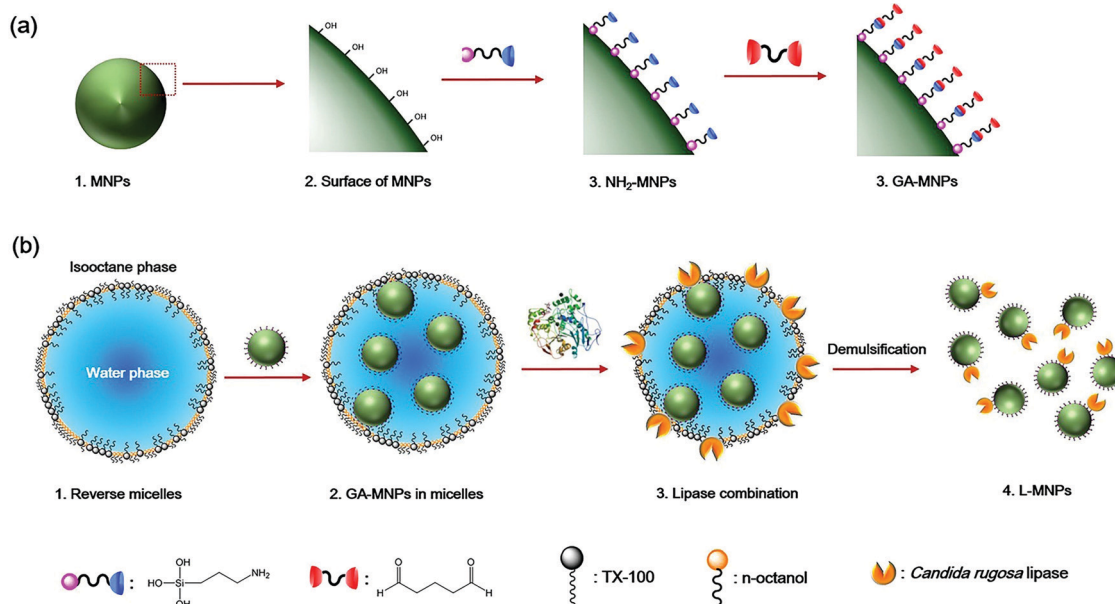 (a)
OH
OH
OH
OH
OH
OH
1. MNPs
2. Surface of MNPs
3. NH₂-MNPs
3. GA-MNPs
(b)
Isooctane phase
Water phase
Demulsification
1. Reverse micelles
2. GA-MNPs in micelles
3. Lipase combination
4. L-MNPs
: OH HO Si OH NH₂
: O H O H
: TX-100
: n-octanol
: Candida rugosa lipase